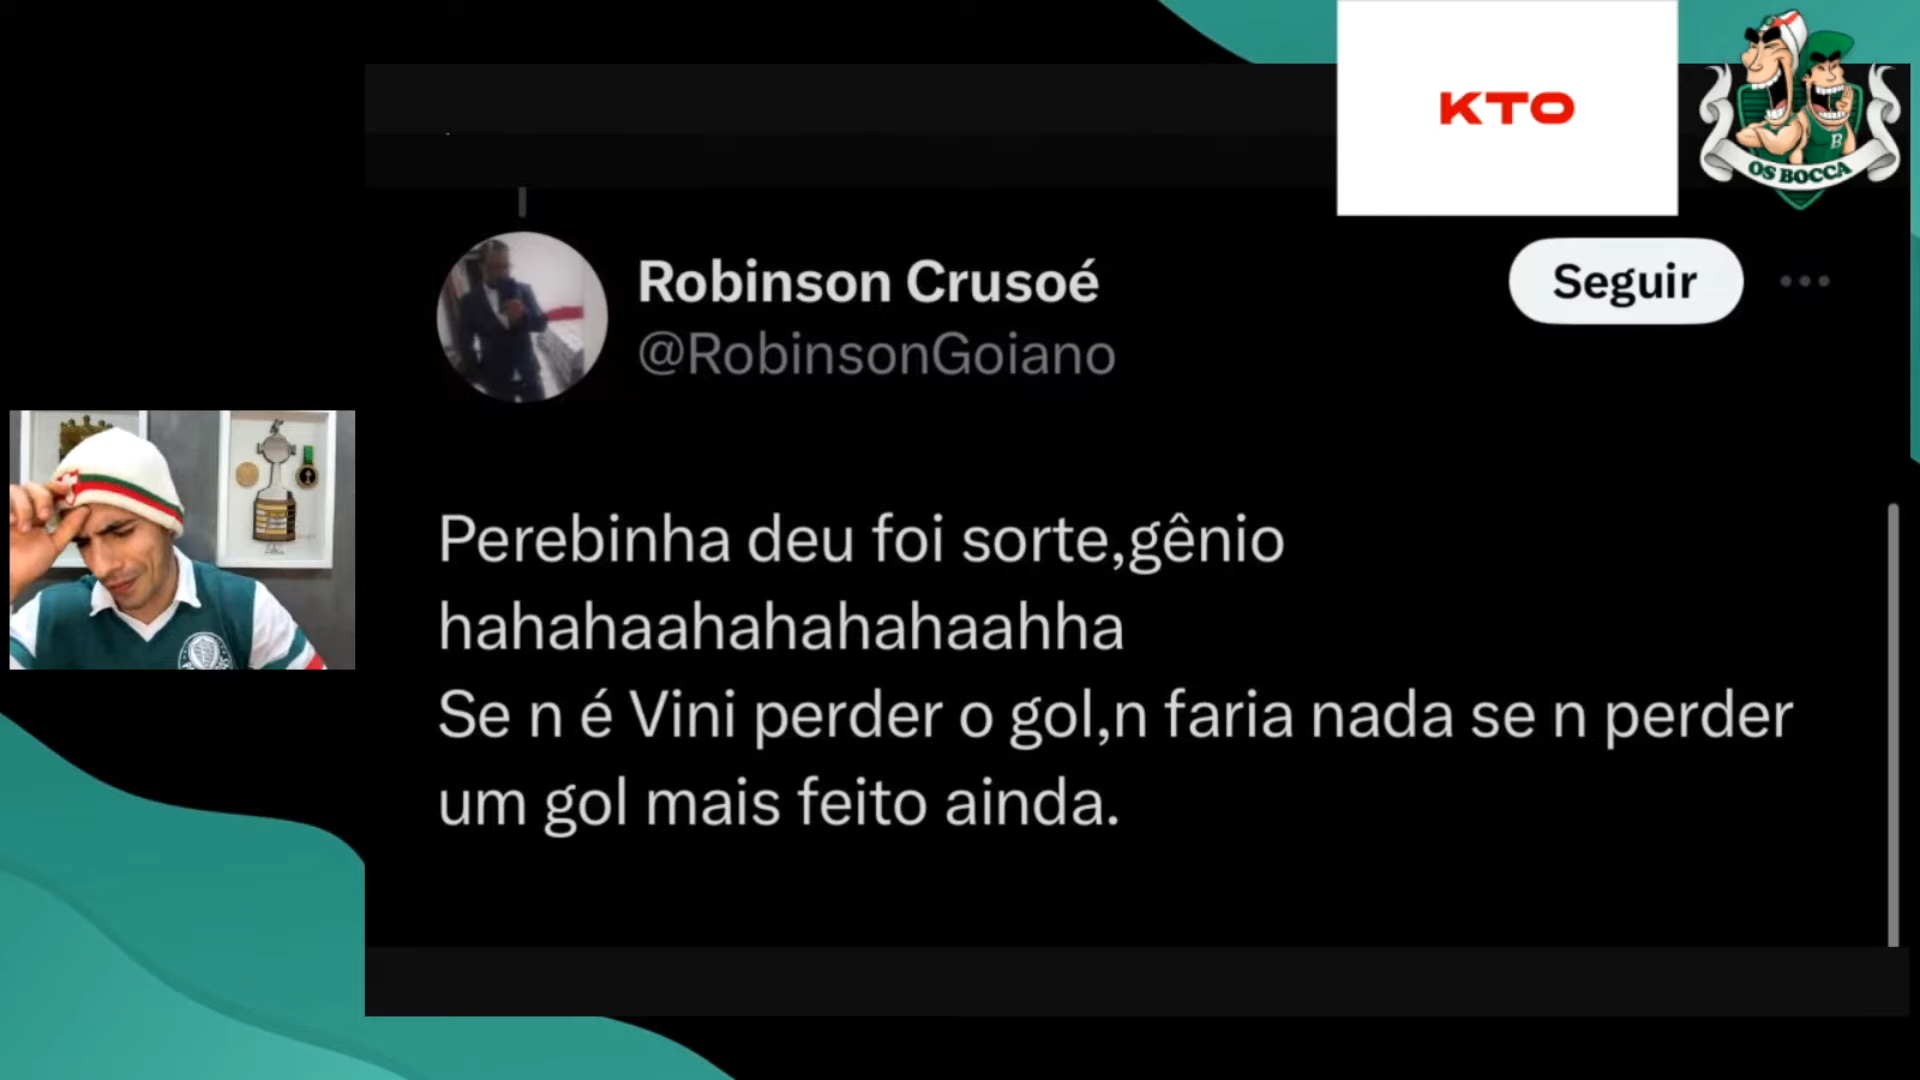 KTO
OS BOCCA
B
Robinson Crusoé
Seguir
@RobinsonGoiano
Perebinha deu foi sorte,gênio
hahahaahahahahahaahha
Se n é Vini perder o gol,n faria nada se n perder
um gol mais feito ainda.